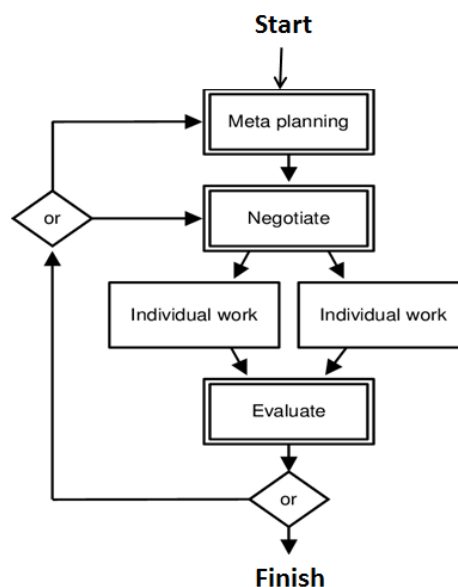 Start
Meta planning
or
Negotiate
Individual work
Individual work
Evaluate
or
Finish